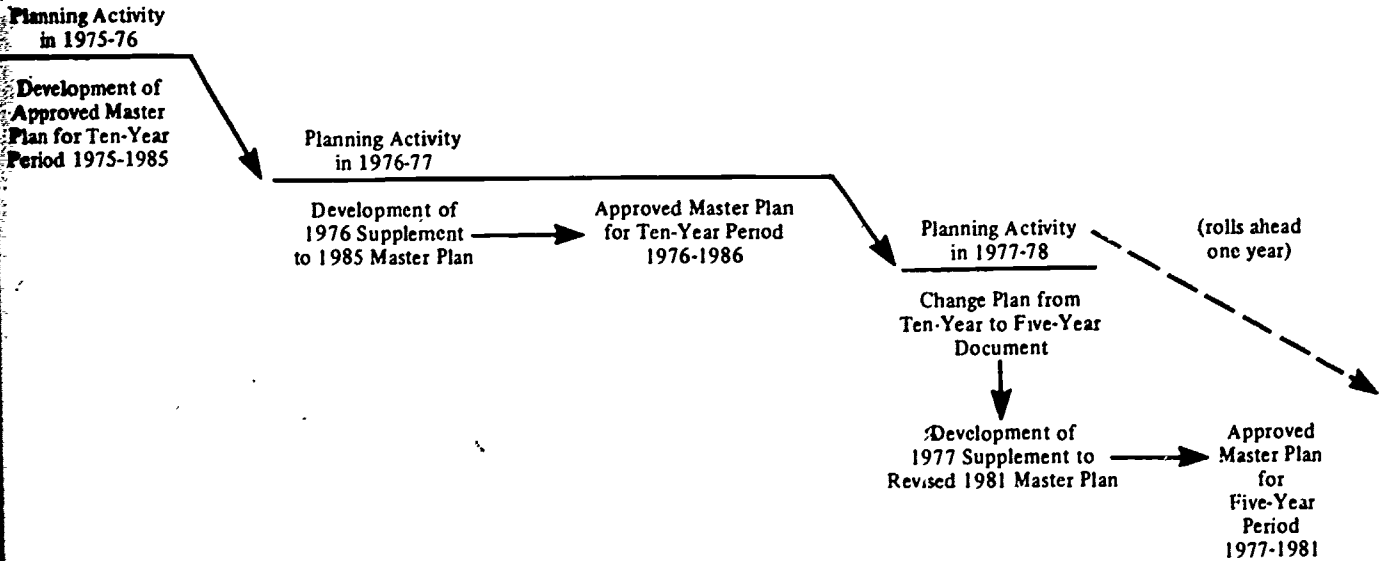 Planning Activity
in 1975-76
Development of
Approved Master
Plan for Ten-Year
Period 1975-1985
Planning Activity
in 1976-77
Development of
1976 Supplement
to 1985 Master Plan
Approved Master Plan
for Ten-Year Period
1976-1986
Planning Activity
in 1977-78
(rolls ahead
one year)
Change Plan from
Ten-Year to Five-Year
Document
Development of
1977 Supplement to
Revised 1981 Master Plan
Approved
Master Plan
for
Five-Year
Period
1977-1981